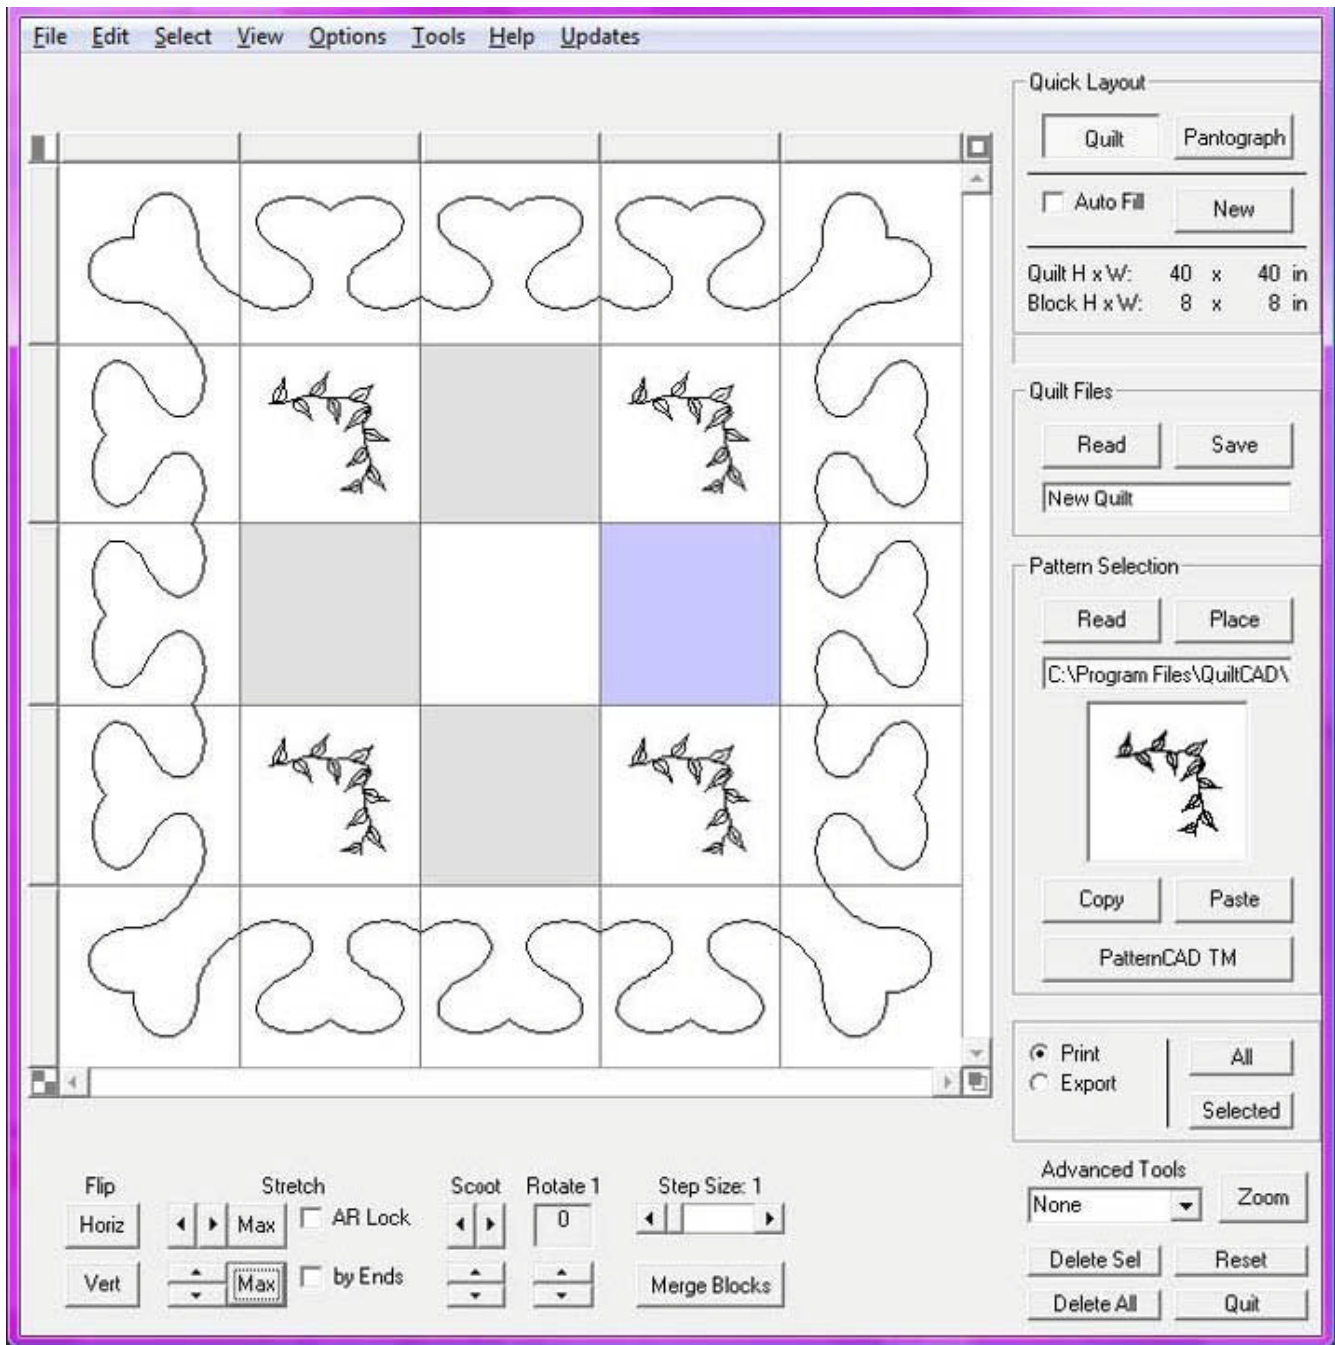 File Edit Select View Options Tools Help Updates
Quick Layout
Quilt Pantograph
Auto Fill New
Quilt H x W: 40 x 40 in
Block H x W: 8 x 8 in
Quilt Files
Read Save
New Quilt
Pattern Selection
Read Place
C:\Program Files\QuiltCAD\
Copy Paste
PatternCAD TM
Print All
Export
Selected
Flip Stretch Scoot Rotate 1 Step Size: 1
Horiz Max AR Lock 0
Vert Max by Ends Merge Blocks
Advanced Tools
None Zoom
Delete Sel Reset
Delete All Quit